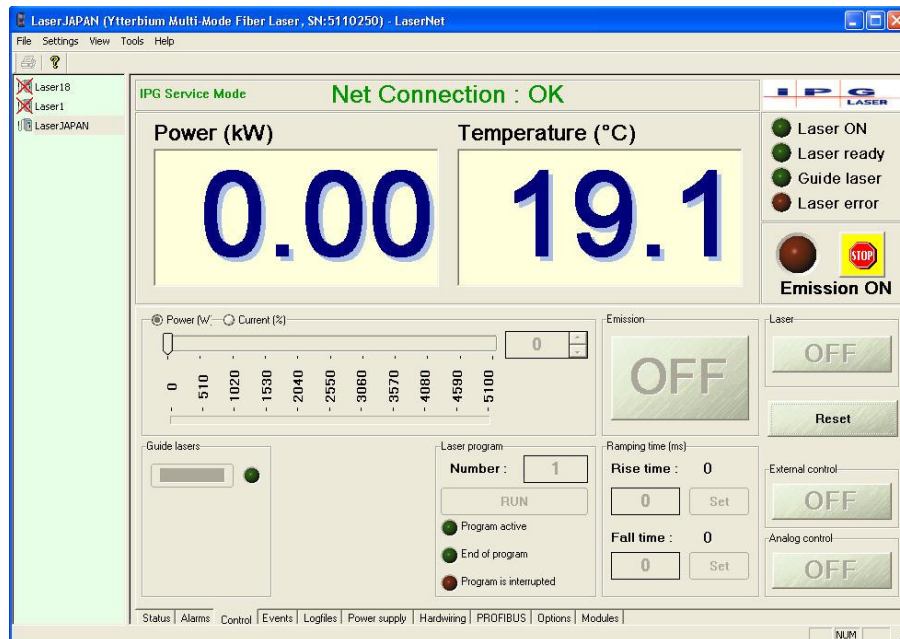 LaserJAPAN (Ytterbium Multi-Mode Fiber Laser, SN:5110250) - LaserNet
File Settings View Tools Help
Laser18
Laser1
LaserJAPAN
IPG Service Mode
Net Connection : OK
IPG
LASER
Power (kW)
Temperature (°C)
0.00
19.1
Laser ON
Laser ready
Guide laser
Laser error
STOP
Emission ON
Power (W,
Current (%)
0
0
510
1020
1530
2040
2550
3060
3570
4080
4590
5100
Emission
OFF
Laser
OFF
Reset
Guide lasers
Laser program
Number :
1
RUN
Program active
End of program
Program is interrupted
Ramping time (ms)
Rise time : 0
0
Set
Fall time : 0
0
Set
External control
OFF
Analog control
OFF
Status Alarms Control Events Logfiles Power supply Hardwiring PROFIBUS Options Modules
NUM